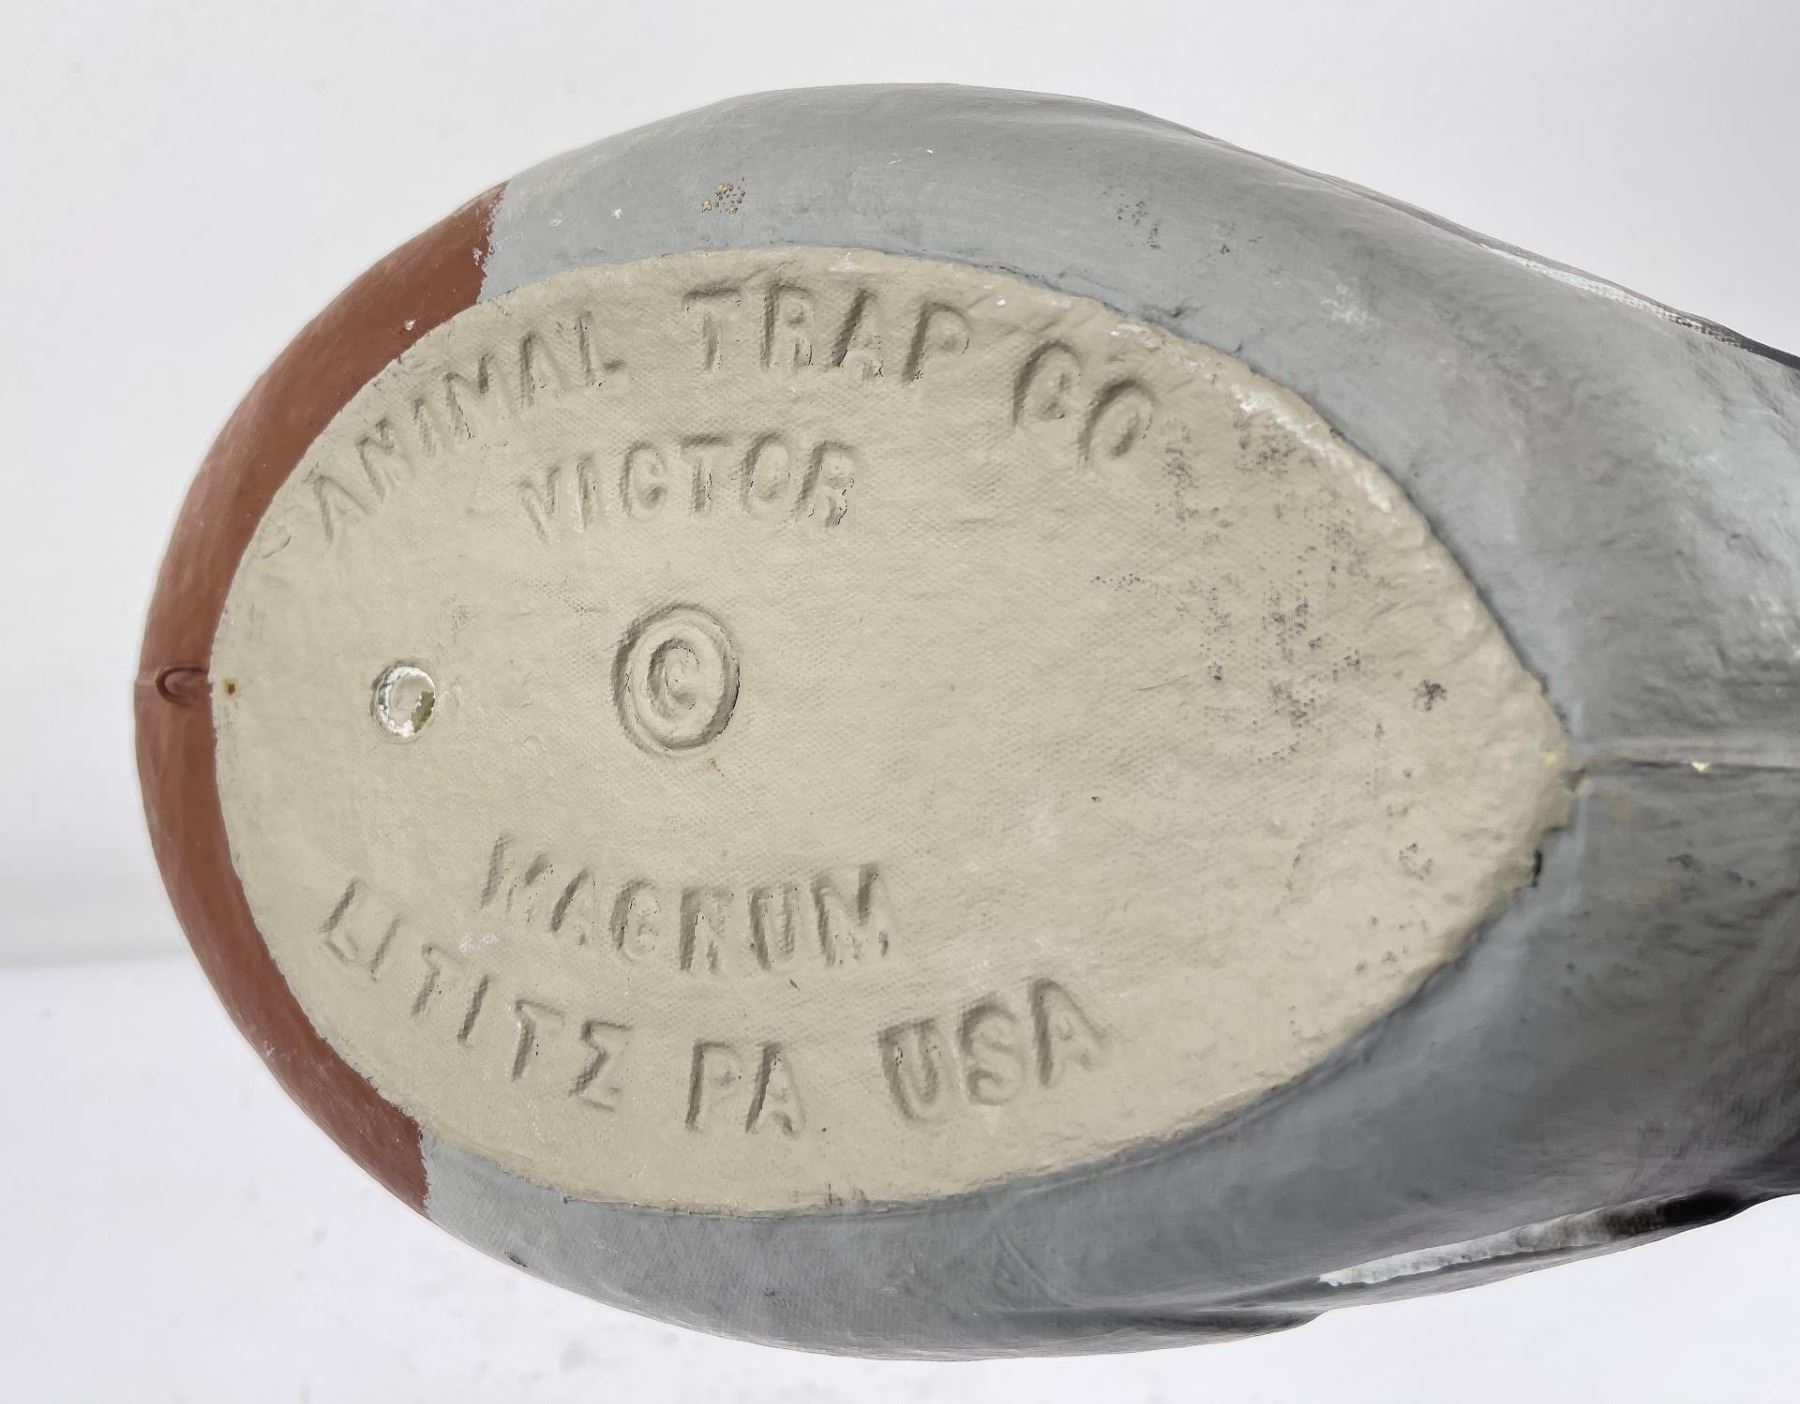 ANIMAL TRAP CO
VICTOR
©
MAGNUM
LITITZ PA USA